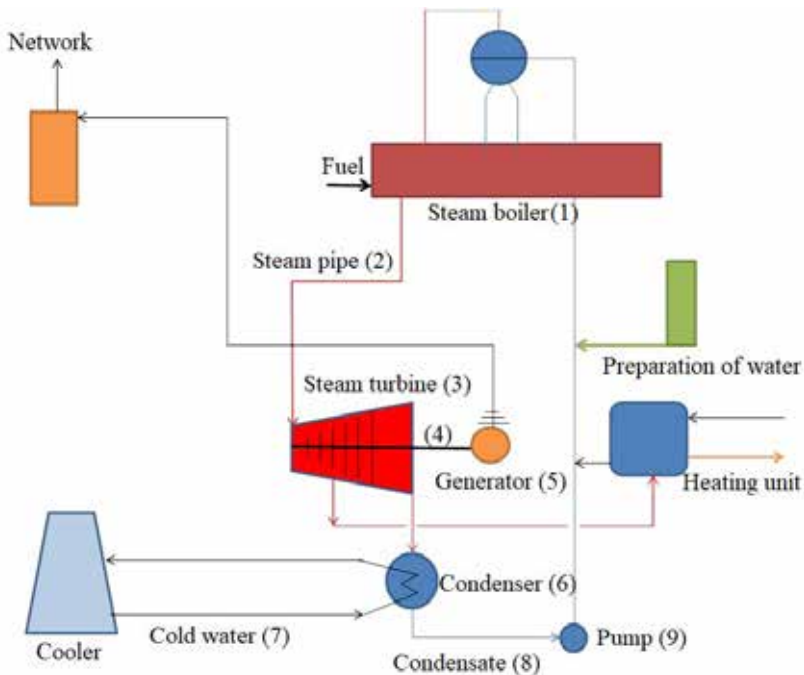 Network
Fuel
Steam boiler (1)
Steam pipe (2)
Preparation of water
Steam turbine (3)
(4)
Generator (5)
Heating unit
Condenser (6)
Cold water (7)
Cooler
Pump (9)
Condensate (8)